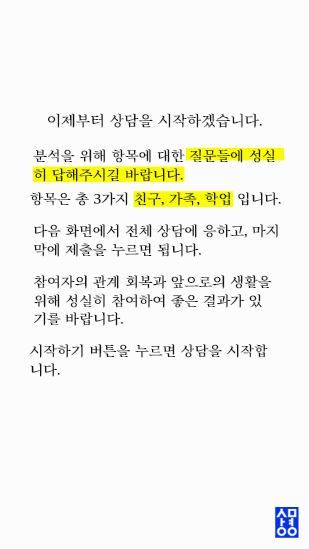 이제부터 상담을 시작하겠습니다.
분석을 위해 항목에 대한 질문들에 성실
히 답해주시길 바랍니다.
항목은 총 3가지 친구, 가족, 학업 입니다.
다음 화면에서 전체 상담에 응하고, 마지
막에 제출을 누르면 됩니다.
참여자의 관계 회복과 앞으로의 생활을
위해 성실히 참여하여 좋은 결과가 있
기를 바랍니다.
시작하기 버튼을 누르면 상담을 시작합
니다.